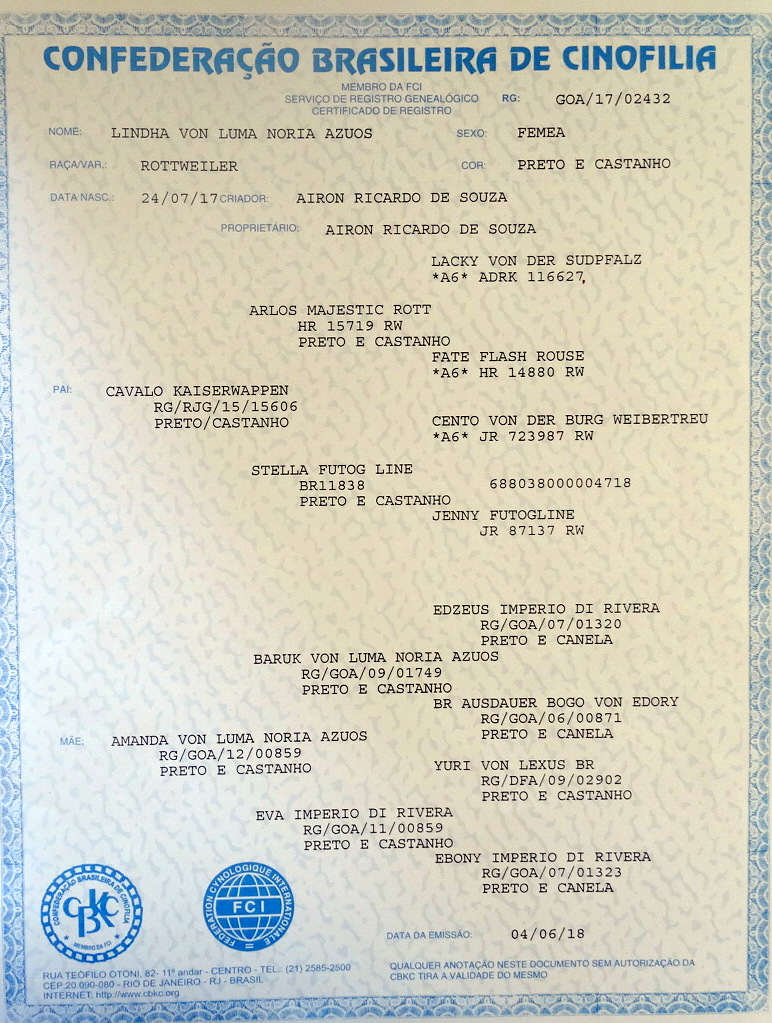 CONFEDERAÇÃO BRASILEIRA DE CINOFILIA
MEMBRO DA FCI
SERVIÇO DE REGISTRO GENEALÓGICO
CERTIFICADO DE REGISTRO
RG: GOA/17/02432
NOME: LINDHA VON LUMA NORIA AZUOS SEXO: FEMEA
RAÇA/VAR.: ROTTWEILER COR: PRETO E CASTANHO
DATA NASC.: 24/07/17 CRIADOR: AIRON RICARDO DE SOUZA
PROPRIETÁRIO: AIRON RICARDO DE SOUZA
LACKY VON DER SUDPFALZ
*A6* ADRK 116627,
ARLOS MAJESTIC ROTT
HR 15719 RW
PRETO E CASTANHO
FATE FLASH ROUSE
*A6* HR 14880 RW
PAI: CAVALO KAISERWAPPEN
RG/RJG/15/15606
PRETO/CASTANHO
CENTO VON DER BURG WEIBERTREU
*A6* JR 723987 RW
STELLA FUTOG LINE
BR11838 688038000004718
PRETO E CASTANHO
JENNY FUTOGLINE
JR 87137 RW
EDZEUS IMPERIO DI RIVERA
RG/GOA/07/01320
PRETO E CANELA
BARUK VON LUMA NORIA AZUOS
RG/GOA/09/01749
PRETO E CASTANHO
BR AUSDAUER BOGO VON EDORY
RG/GOA/06/00871
PRETO E CANELA
MÃE: AMANDA VON LUMA NORIA AZUOS
RG/GOA/12/00859
PRETO E CASTANHO
YURI VON LEXUS BR
RG/DFA/09/02902
PRETO E CASTANHO
EVA IMPERIO DI RIVERA
RG/GOA/11/00859
PRETO E CASTANHO
EBONY IMPERIO DI RIVERA
RG/GOA/07/01323
PRETO E CANELA
CONFEDERAÇÃO BRASILEIRA DE CINOFILIA
CBKC
MEMBRO DA FCI
FEDERATION CYNOLOGIQUE INTERNATIONALE
FCI
DATA DA EMISSÃO: 04/06/18
RUA TEÓFILO OTONI, 82- 11º andar - CENTRO - TEL.: (21) 2585-2500
CEP:20.090-080 - RIO DE JANEIRO - RJ - BRASIL
INTERNET: http://www.cbkc.org
QUALQUER ANOTAÇÃO NESTE DOCUMENTO SEM AUTORIZAÇÃO DA
CBKC TIRA A VALIDADE DO MESMO